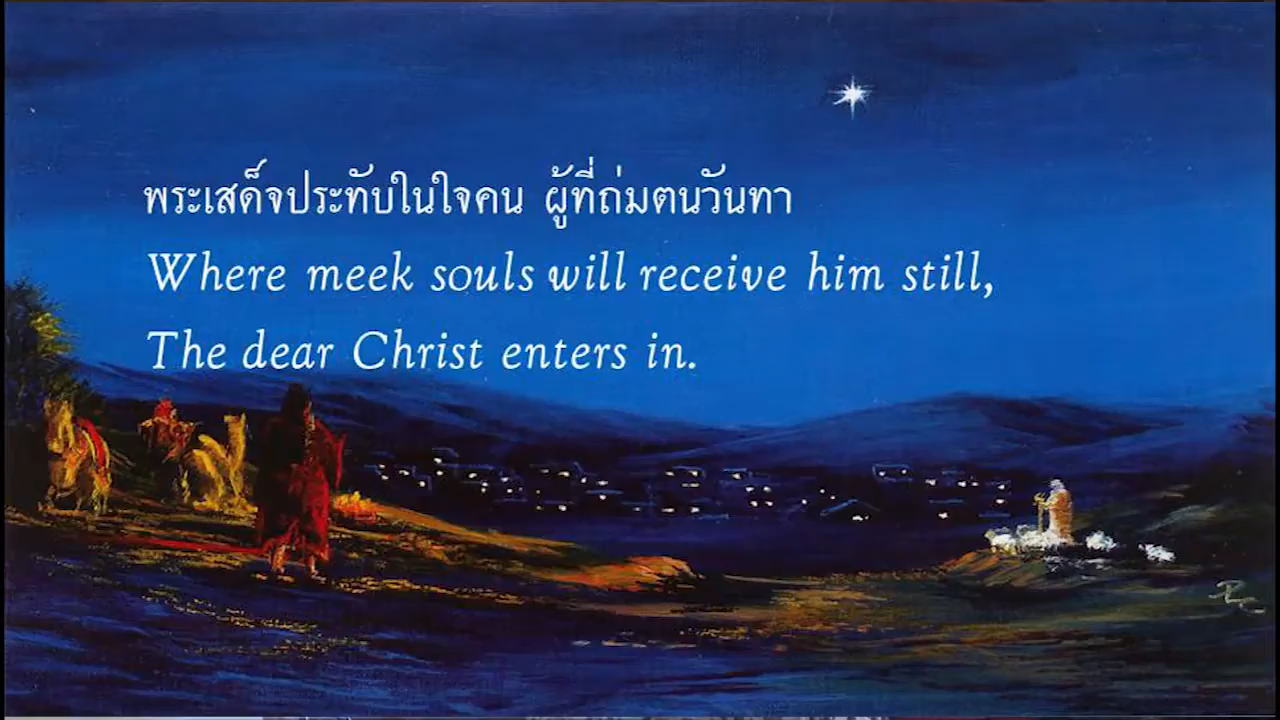 พระเสด็จประทับในใจคน ผู้ที่ถ่มตนวันทา
Where meek souls will receive him still,
The dear Christ enters in.